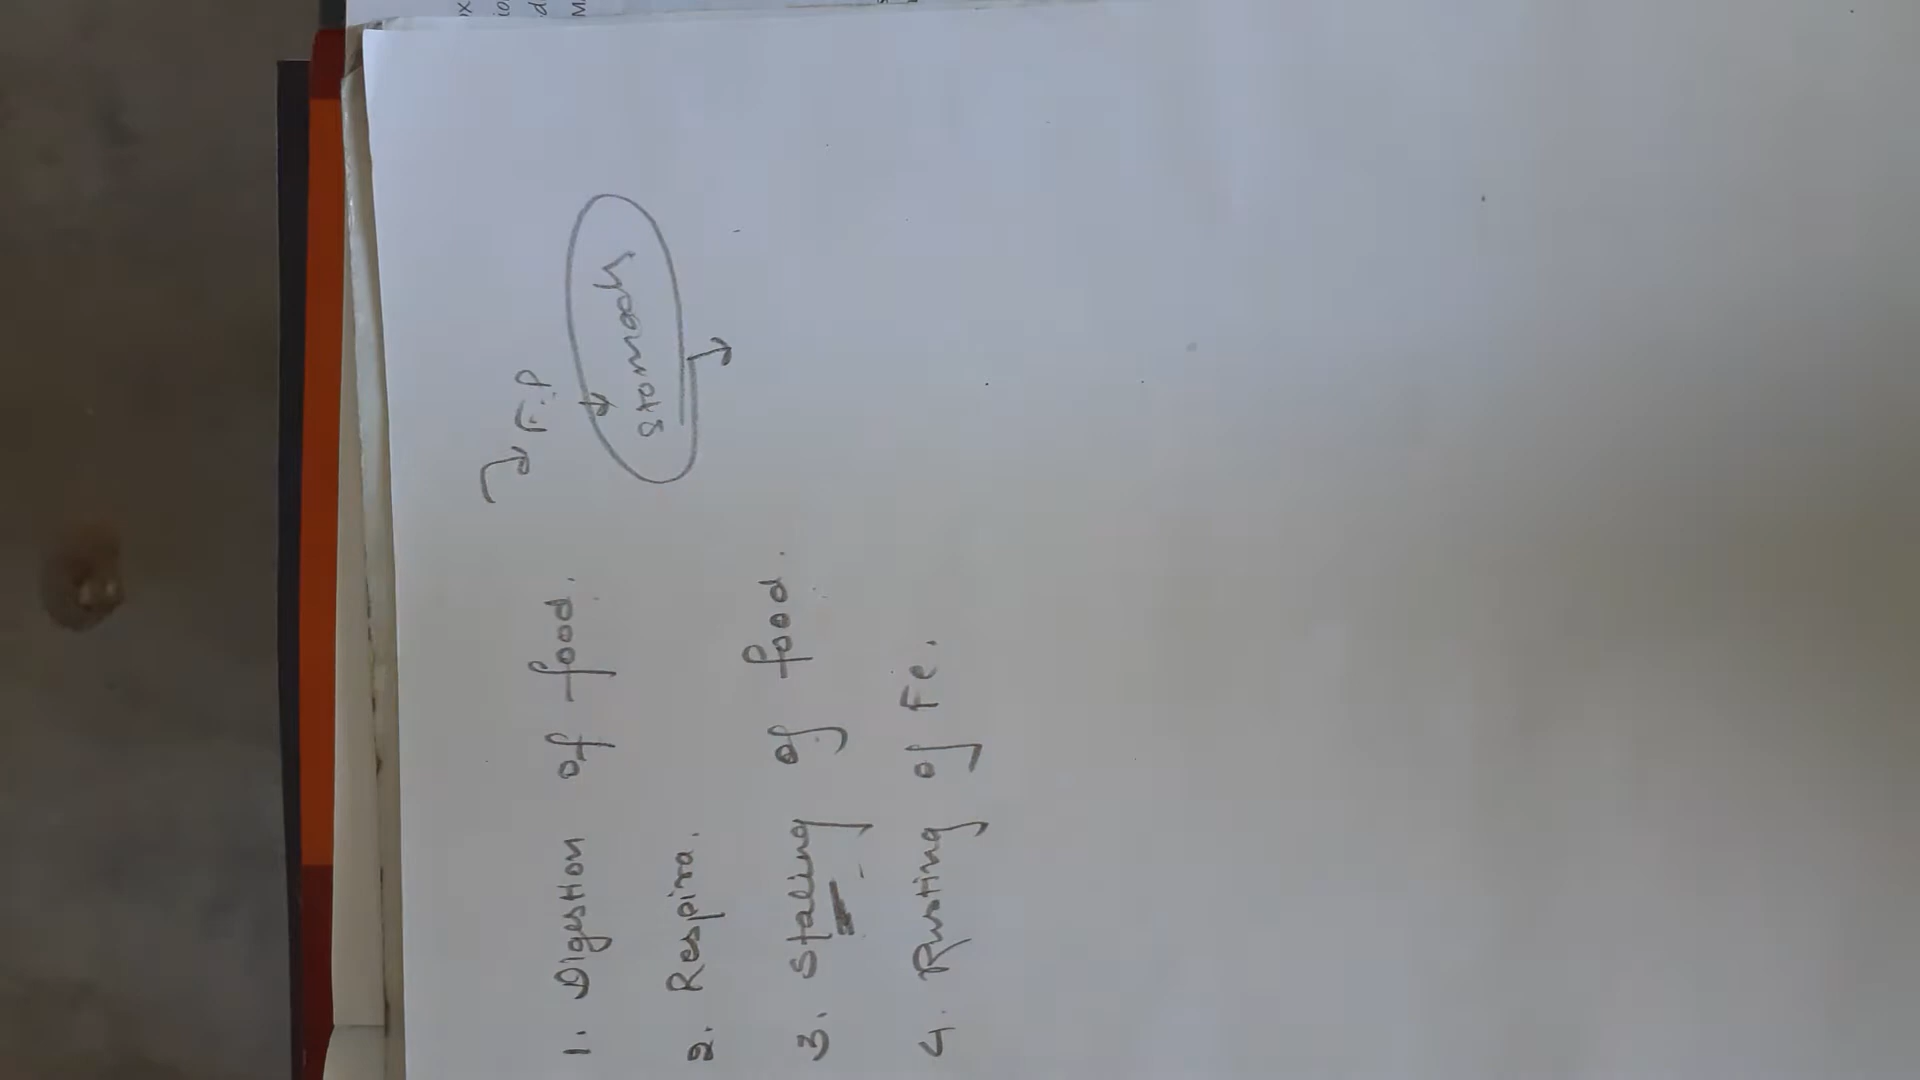 1. Digestion of food.
F.P
stomach
2. Respira.
3. Staling of food.
4. Rusting of Fe.